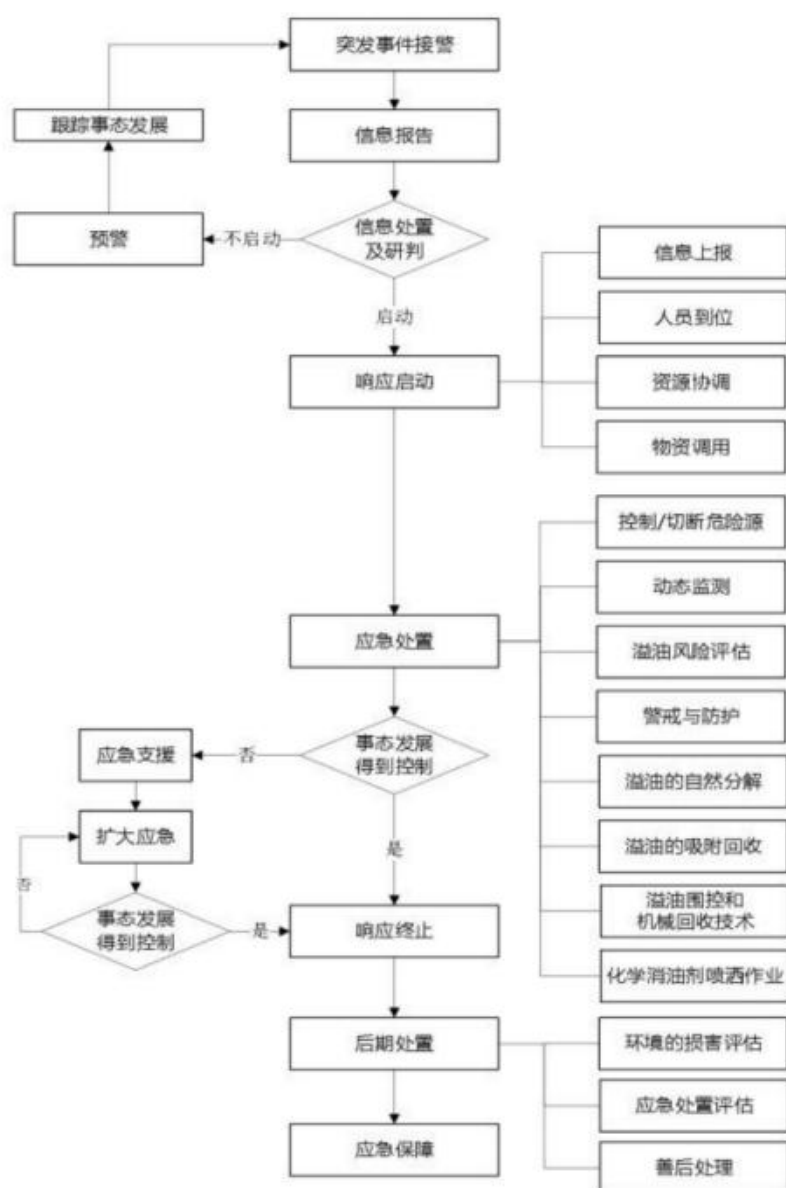 突发事件接警
跟踪事态发展
信息报告
预警
不启动
信息处置
及研判
信息上报
启动
人员到位
响应启动
资源协调
物资调用
控制/切断危险源
动态监测
应急处置
溢油风险评估
警戒与防护
应急支援
否
事态发展
得到控制
溢油的自然分解
扩大应急
溢油的吸附回收
是
否
事态发展
得到控制
是
响应终止
溢油围控和
机械回收技术
化学消油剂喷洒作业
后期处置
环境的损害评估
应急处置评估
应急保障
善后处理